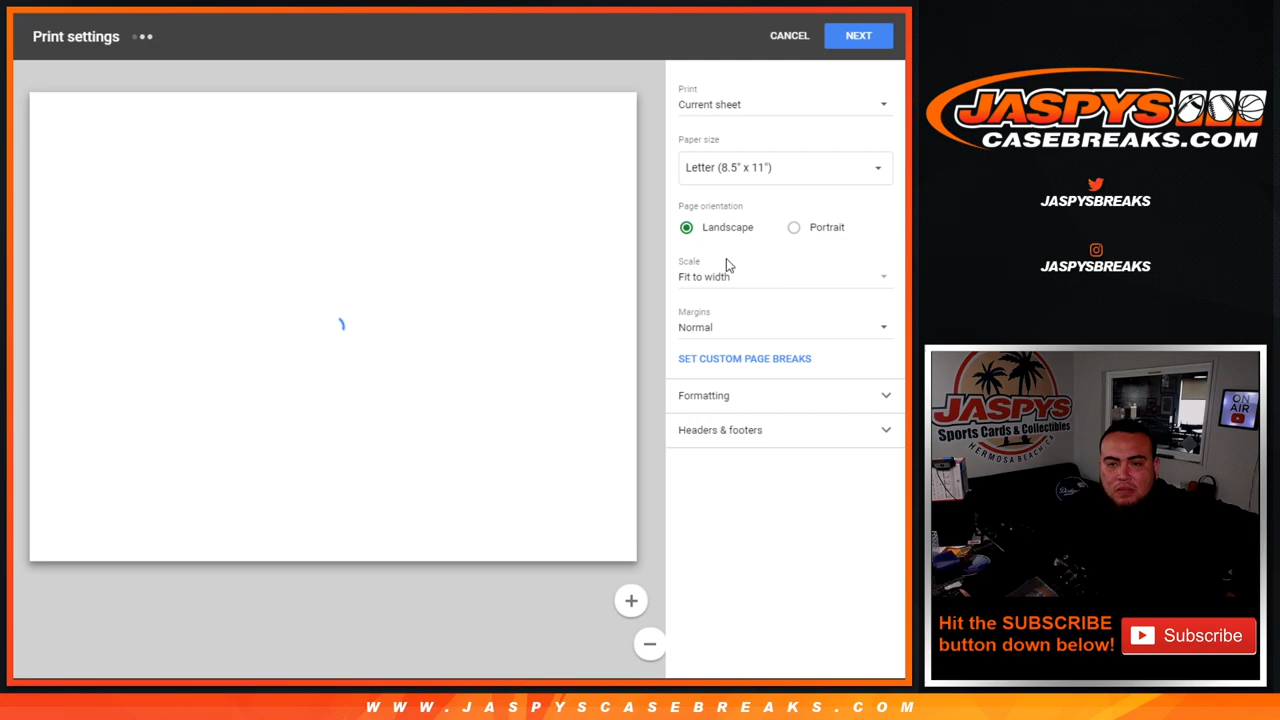 Print settings
CANCEL
NEXT
Print
Current sheet
Paper size
Letter (8.5" x 11")
Page orientation
Landscape
Portrait
Scale
Fit to width
Margins
Normal
SET CUSTOM PAGE BREAKS
Formatting
Headers & footers
JASPYS
CASEBREAKS.COM
JASPYSBREAKS
JASPYSBREAKS
JASPYS
Sports Cards & Collectibles
HERMOSA BEACH, CA
ON
AIR
Dodgers
Hit the SUBSCRIBE
button down below!
Subscribe
WWW.JASPYSCASEBREAKS.COM